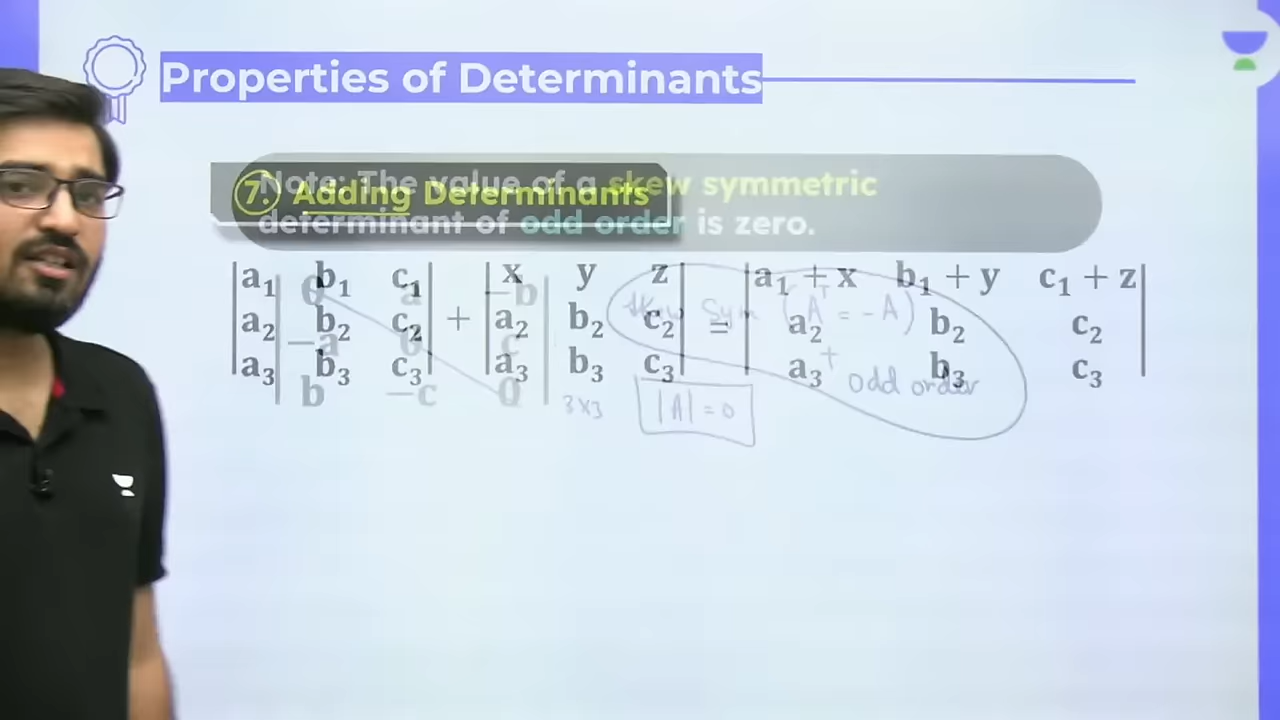 Properties of Determinants
Note: The value of a skew symmetric
determinant of odd order is zero.
7. Adding Determinants
|a₁ b₁ c₁| |x y z| |a₁ + x b₁ + y c₁ + z|
|a₂ b₂ c₂| + |a₂ b₂ c₂| = |a₂ b₂ c₂|
|a₃ b₃ c₃| |a₃ b₃ c₃| |a₃ b₃ c₃|
|0 a −b|
|−a 0 c|
|b −c 0|
3×3
Skew Sym (Aᵀ = −A)
+
odd order
|A| = 0